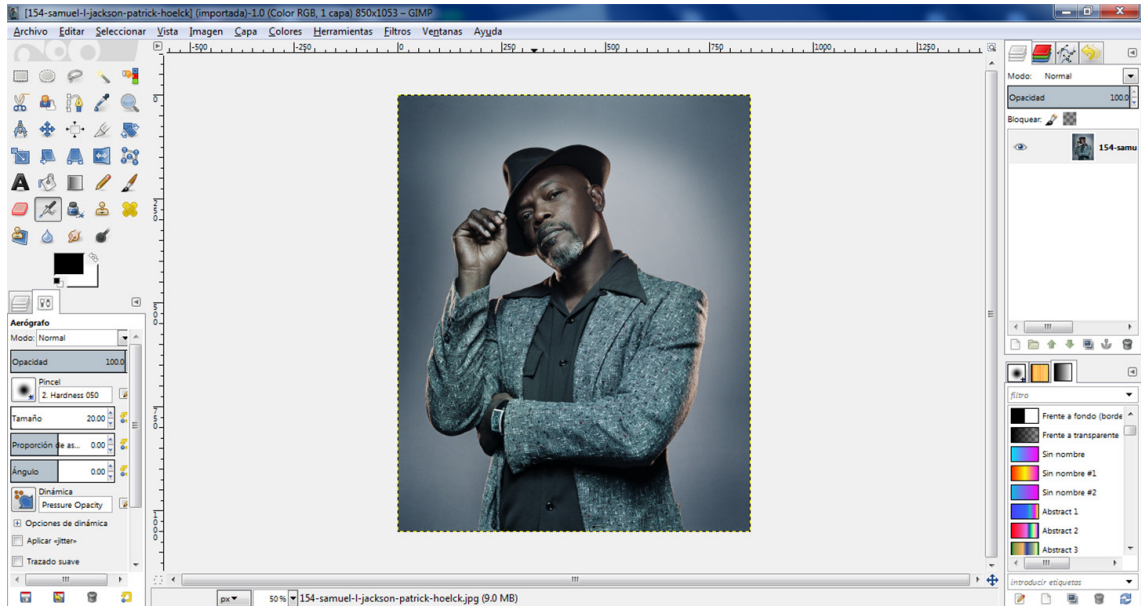 [154-samuel-l-jackson-patrick-hoelck] (importada)-1.0 (Color RGB, 1 capa) 850x1053 – GIMP
Archivo Editar Seleccionar Vista Imagen Capa Colores Herramientas Filtros Ventanas Ayuda
-500 -250 0 250 500 750 1000 1250
Modo: Normal
Opacidad 100.0
Bloquear:
154-samu
0
250
500
750
1000
Aerógrafo
Modo: Normal
Opacidad 100.0
Pincel
2. Hardness 050
Tamaño 20.00
Proporción de as... 0.00
Ángulo 0.00
Dinámica
Pressure Opacity
Opciones de dinámica
Aplicar «jitter»
Trazado suave
filtro
Frente a fondo (borde
Frente a transparente
Sin nombre
Sin nombre #1
Sin nombre #2
Abstract 1
Abstract 2
Abstract 3
introducir etiquetas
px 50% 154-samuel-l-jackson-patrick-hoelck.jpg (9.0 MB)